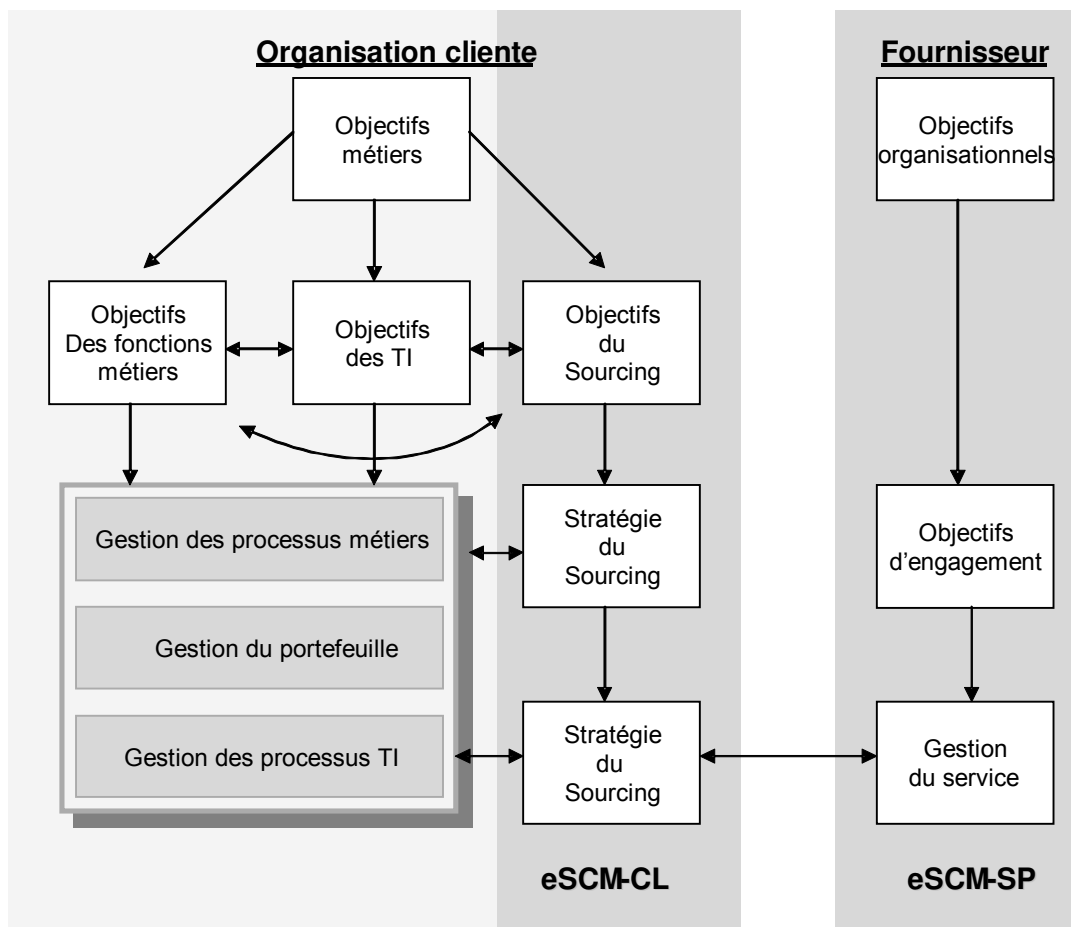 Organisation cliente
Fournisseur
Objectifs
métiers
Objectifs
organisationnels
Objectifs
Des fonctions
métiers
Objectifs
des TI
Objectifs
du
Sourcing
Gestion des processus métiers
Gestion du portefeuille
Gestion des processus TI
Stratégie
du
Sourcing
Objectifs
d'engagement
Stratégie
du
Sourcing
Gestion
du service
eSCM-CL
eSCM-SP